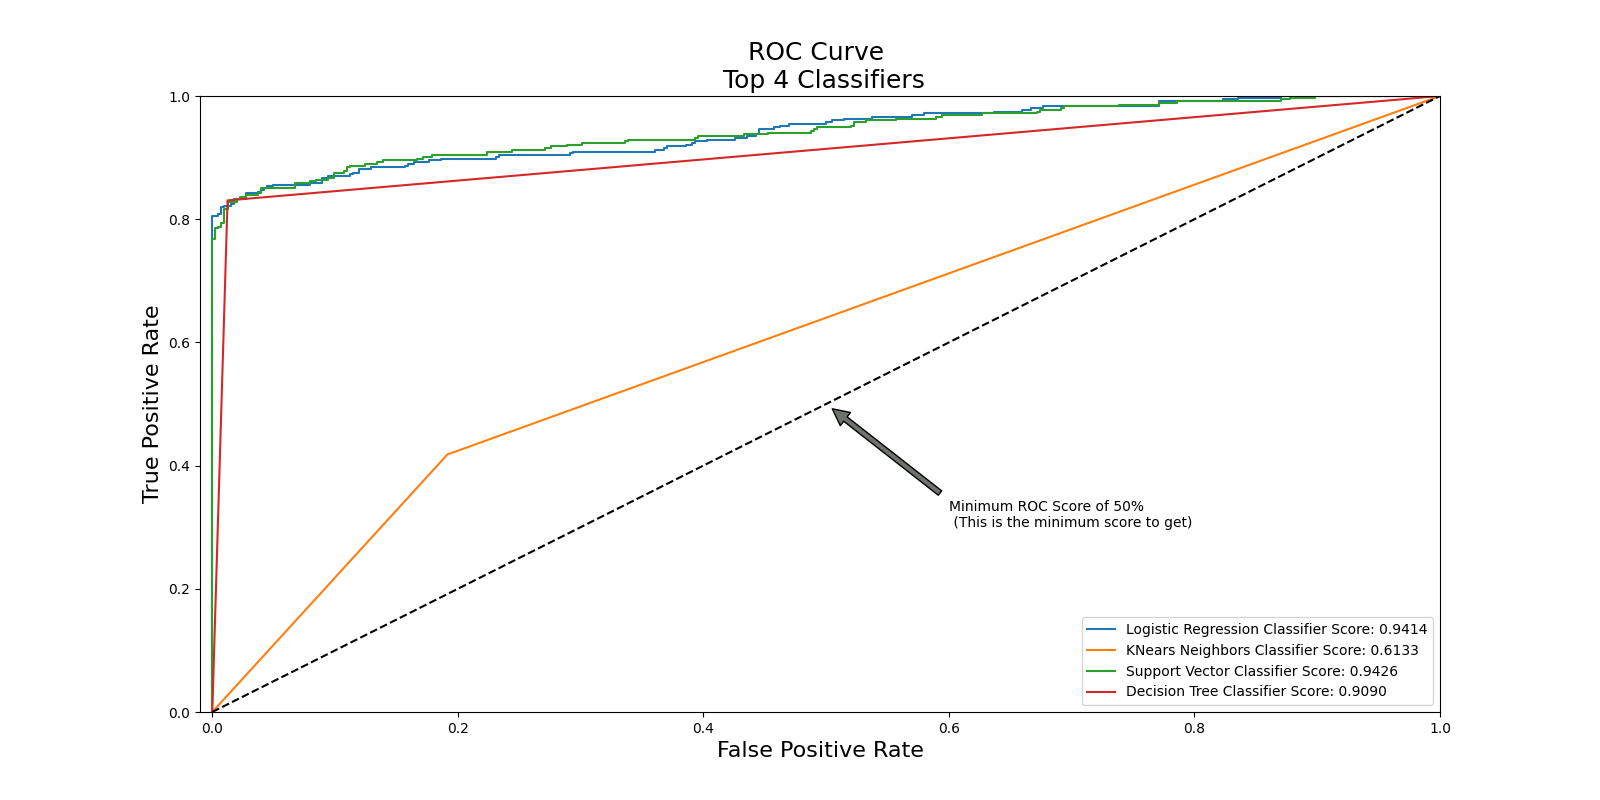 ROC Curve
Top 4 Classifiers
True Positive Rate
1.0
0.8
0.6
0.4
0.2
0.0
Minimum ROC Score of 50%
(This is the minimum score to get)
Logistic Regression Classifier Score: 0.9414
KNears Neighbors Classifier Score: 0.6133
Support Vector Classifier Score: 0.9426
Decision Tree Classifier Score: 0.9090
0.0 0.2 0.4 0.6 0.8 1.0
False Positive Rate